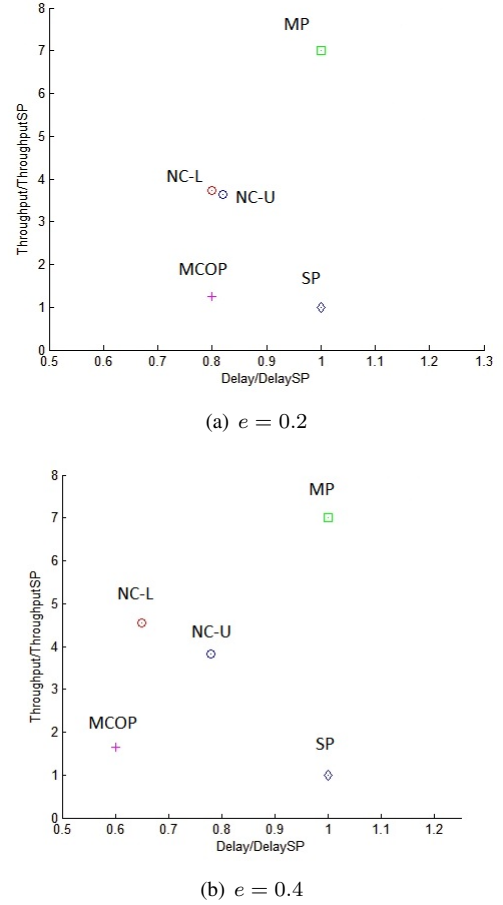 8
MP
7
6
5
Throughput/ThroughputSP
4
NC-L
NC-U
3
2
MCOP
SP
1
0
0.5 0.6 0.7 0.8 0.9 1 1.1 1.2 1.3
Delay/DelaySP
(a) e = 0.2
8
MP
7
6
5
NC-L
Throughput/ThroughputSP
4
NC-U
3
2
MCOP
SP
1
0
0.5 0.6 0.7 0.8 0.9 1 1.1 1.2
Delay/DelaySP
(b) e = 0.4